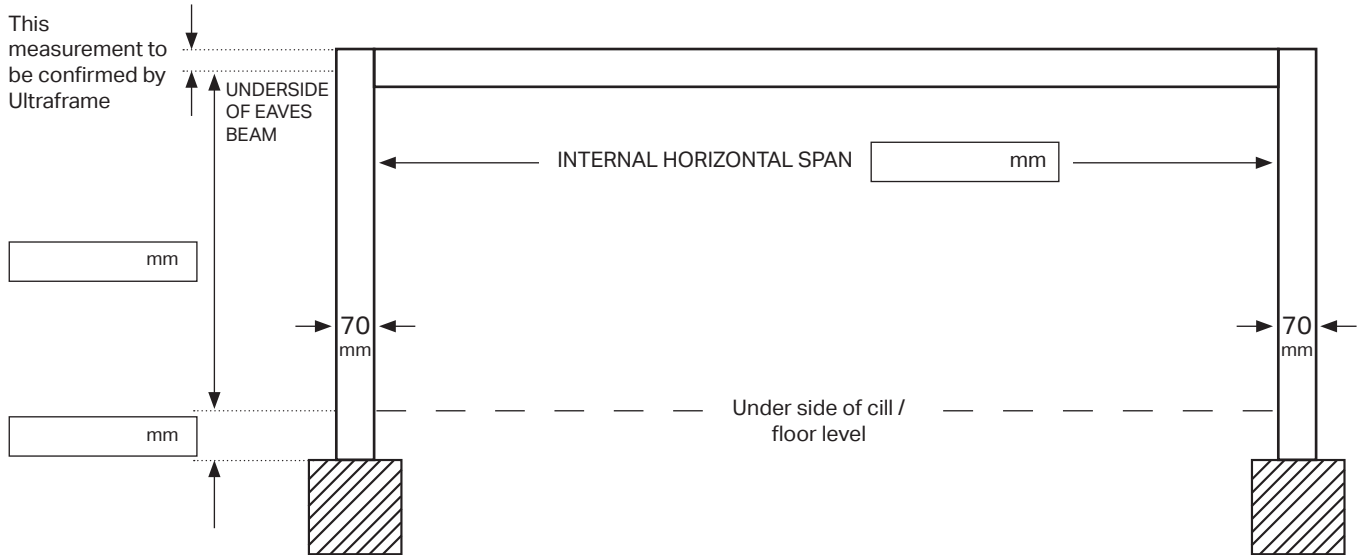 This
measurement to
be confirmed by
Ultraframe
UNDERSIDE
OF EAVES
BEAM
INTERNAL HORIZONTAL SPAN mm
mm
70
mm
70
mm
mm
Under side of cill /
floor level